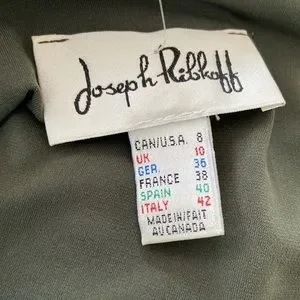 Joseph Ribkoff
CAN/U.S.A. 8
UK 10
GER. 36
FRANCE 38
SPAIN 40
ITALY 42
MADE IN/FAIT
AU CANADA